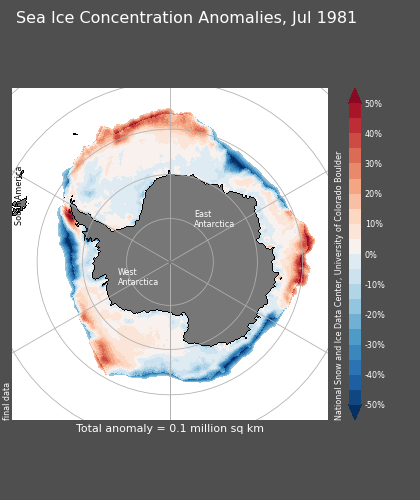 Sea Ice Concentration Anomalies, Jul 1981
South America
East
Antarctica
West
Antarctica
final data
National Snow and Ice Data Center, University of Colorado Boulder
50%
40%
30%
20%
10%
0%
-10%
-20%
-30%
-40%
-50%
Total anomaly = 0.1 million sq km